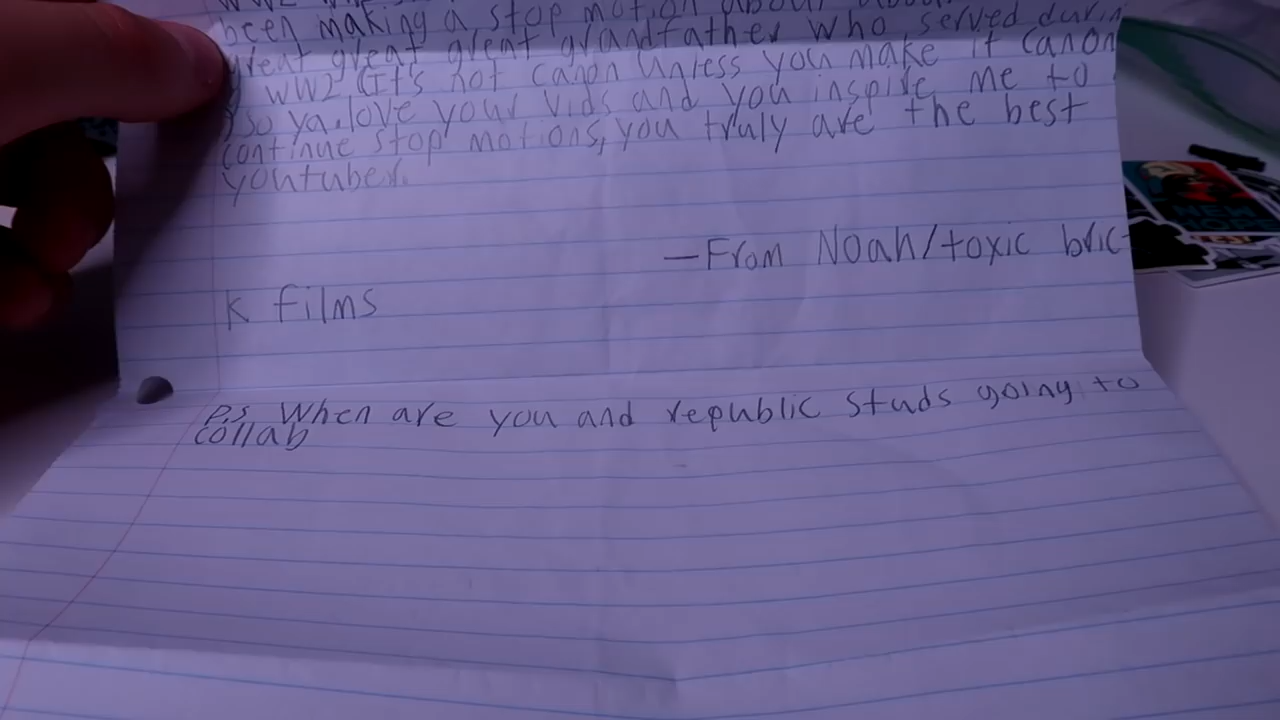 been making a stop motion about
great great great grandfather who served during
WW2 (It's not canon unless you make it canon
) so ya. love your vids and you inspire me to
continue stop motions, you truly are the best
youtuber.
—From Noah/toxic bric-
k films
P.S. When are you and republic studs going to
collab
NEW